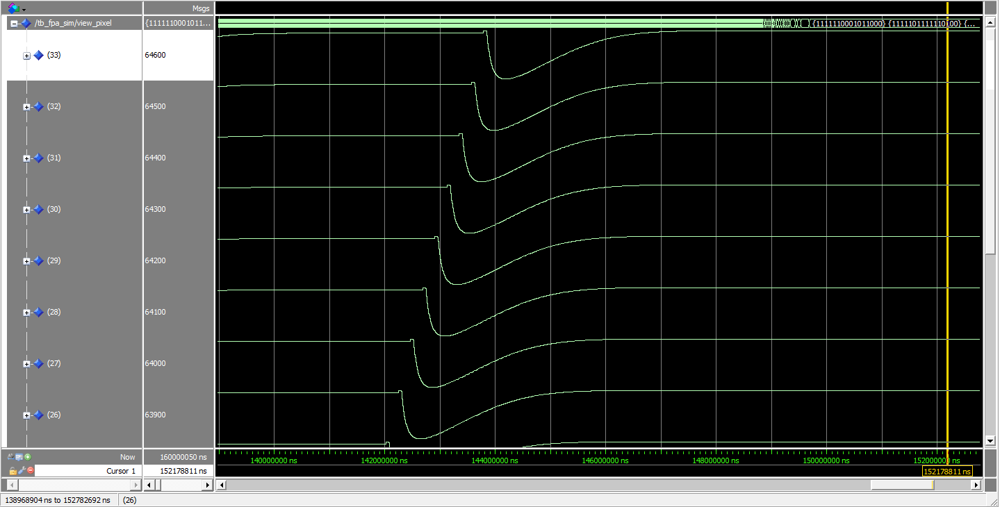 Msgs
/tb_fpa_sim/view_pixel {1111110001011... {1111110001011000} {1111101111110100} {...
(33) 64600
(32) 64500
(31) 64400
(30) 64300
(29) 64200
(28) 64100
(27) 64000
(26) 63900
Now 160000050 ns 140000000 ns 142000000 ns 144000000 ns 146000000 ns 148000000 ns 150000000 ns 152000000 ns
Cursor 1 152178811 ns 152178811 ns
138968904 ns to 152782692 ns (26)